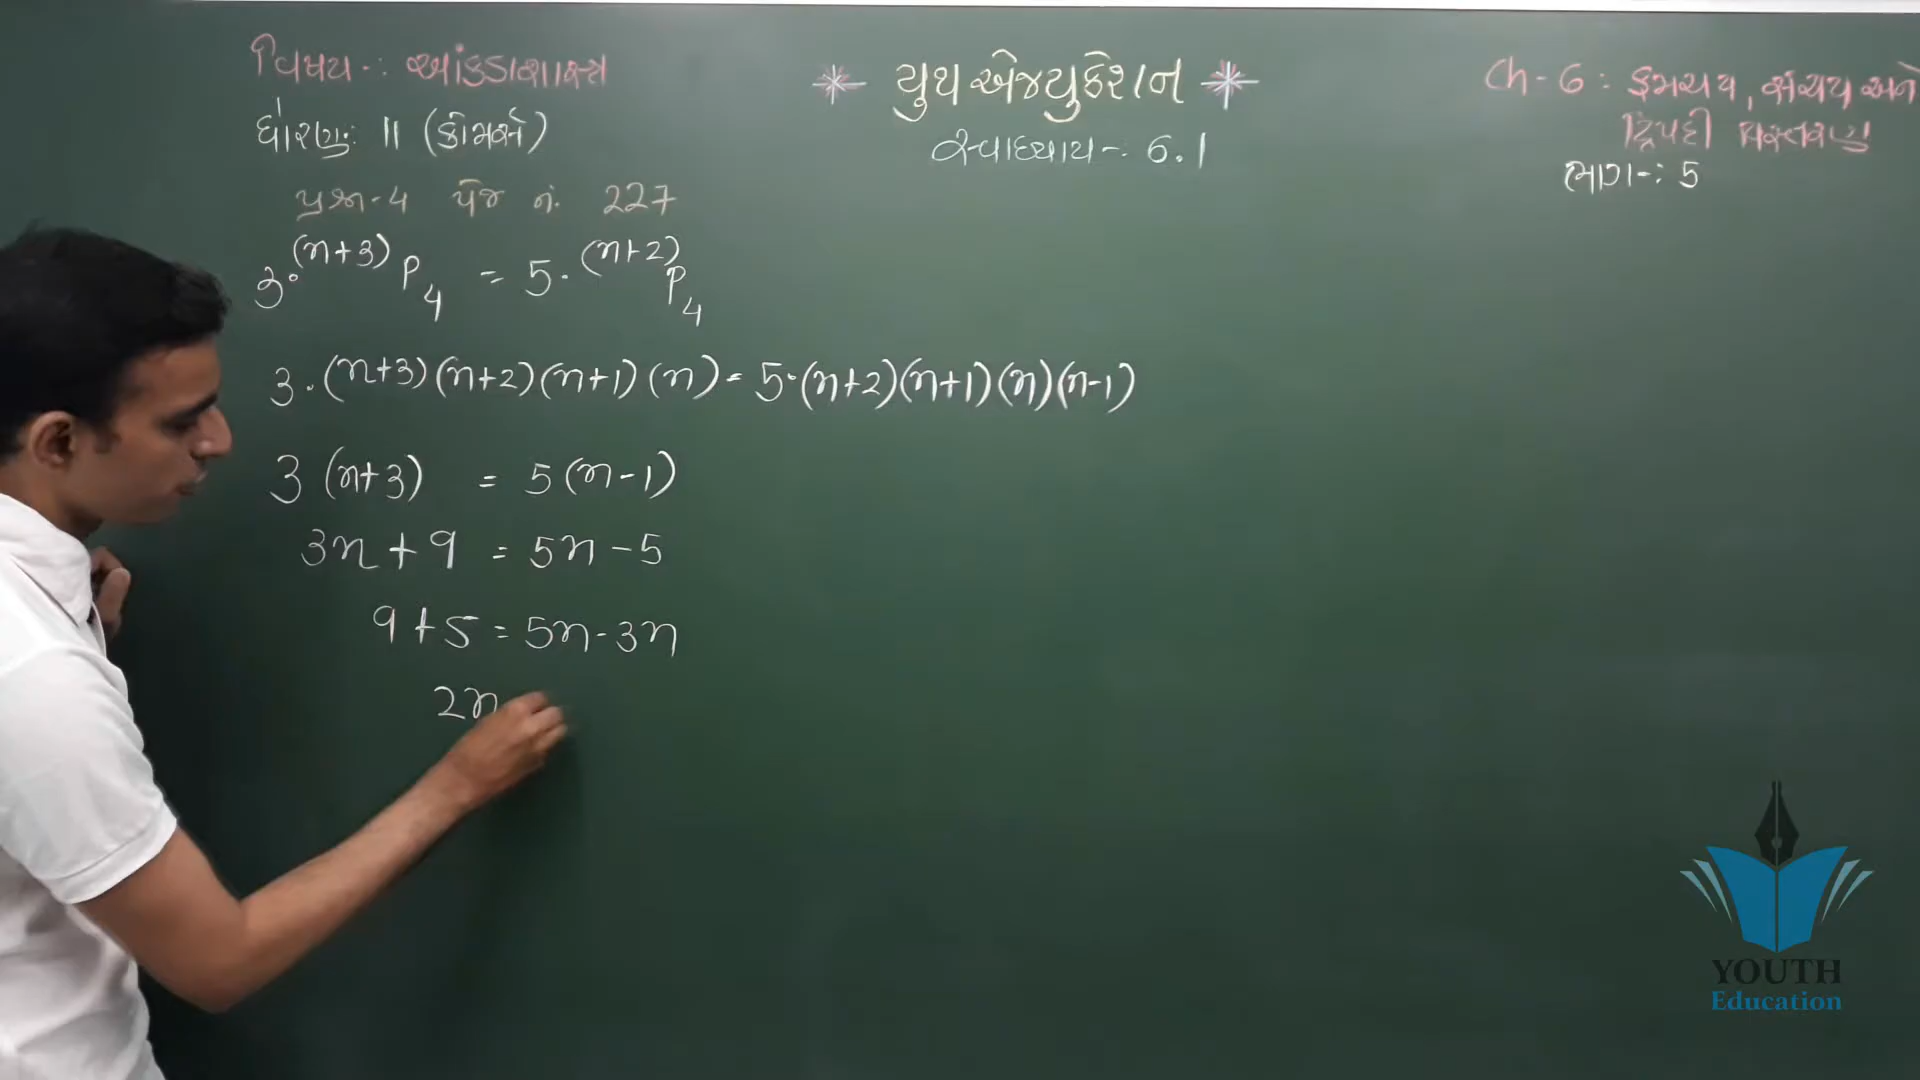 વિષય -: આંકડાશાસ્ત્ર
ધોરણ: 11 (કોમર્સ)
યુથ એજ્યુકેશન
સ્વાધ્યાય -: 6.1
Ch - 6 : ક્રમચય, સંચય અને
દ્વિપદી વિસ્તરણ
ભાગ -: 5
પ્રશ્ન - 4 પેજ નં. 227
3·⁽ⁿ⁺³⁾P₄ = 5·⁽ⁿ⁺²⁾P₄
3·(n+3)(n+2)(n+1)(n) = 5·(n+2)(n+1)(n)(n-1)
3(n+3) = 5(n-1)
3n+9 = 5n-5
9+5 = 5n-3n
2n
YOUTH
Education